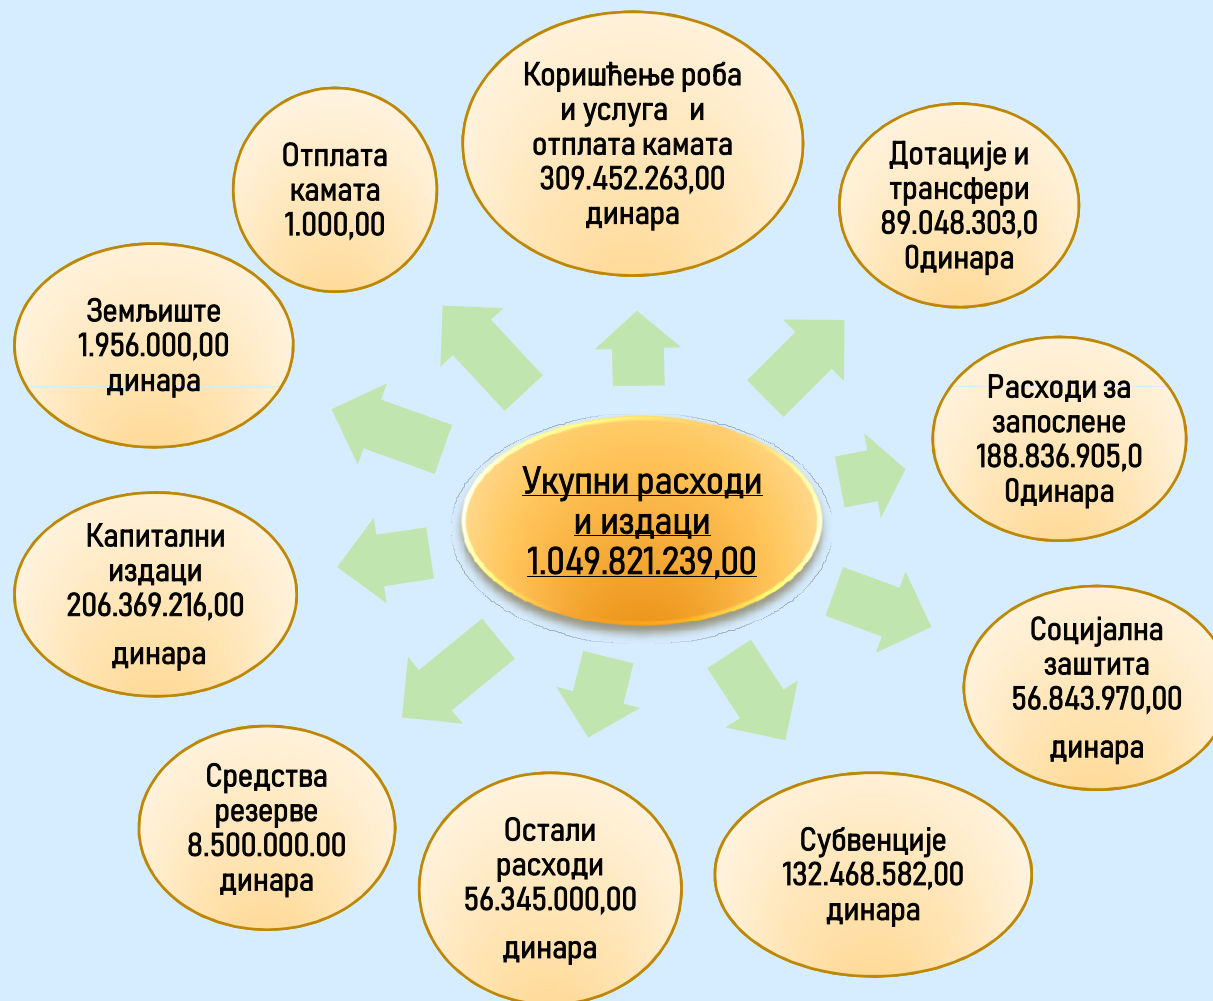 Коришћење роба
и услуга и
отплата камата
309.452.263,00
динара
Отплата
камата
1.000,00
Дотације и
трансфери
89.048.303,0
0динара
Земљиште
1.956.000,00
динара
Расходи за
запослене
188.836.905,0
0динара
Укупни расходи
и издаци
1.049.821.239,00
Капитални
издаци
206.369.216,00
динара
Социјална
заштита
56.843.970,00
динара
Средства
резерве
8.500.000.00
динара
Остали
расходи
56.345.000,00
динара
Субвенције
132.468.582,00
динара